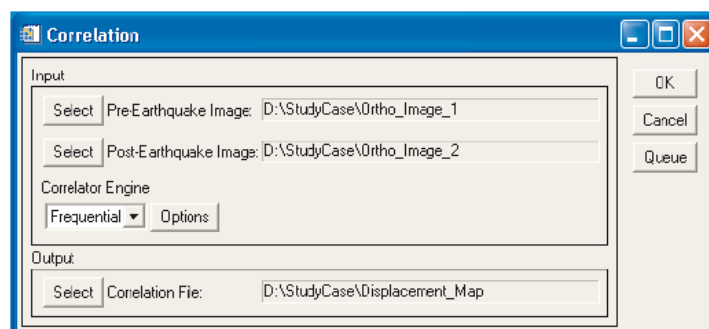 Correlation
Input
OK
Select Pre-Earthquake Image: D:\StudyCase\Ortho_Image_1
Cancel
Select Post-Earthquake Image: D:\StudyCase\Ortho_Image_2
Queue
Correlator Engine
Frequential Options
Output
Select Correlation File: D:\StudyCase\Displacement_Map